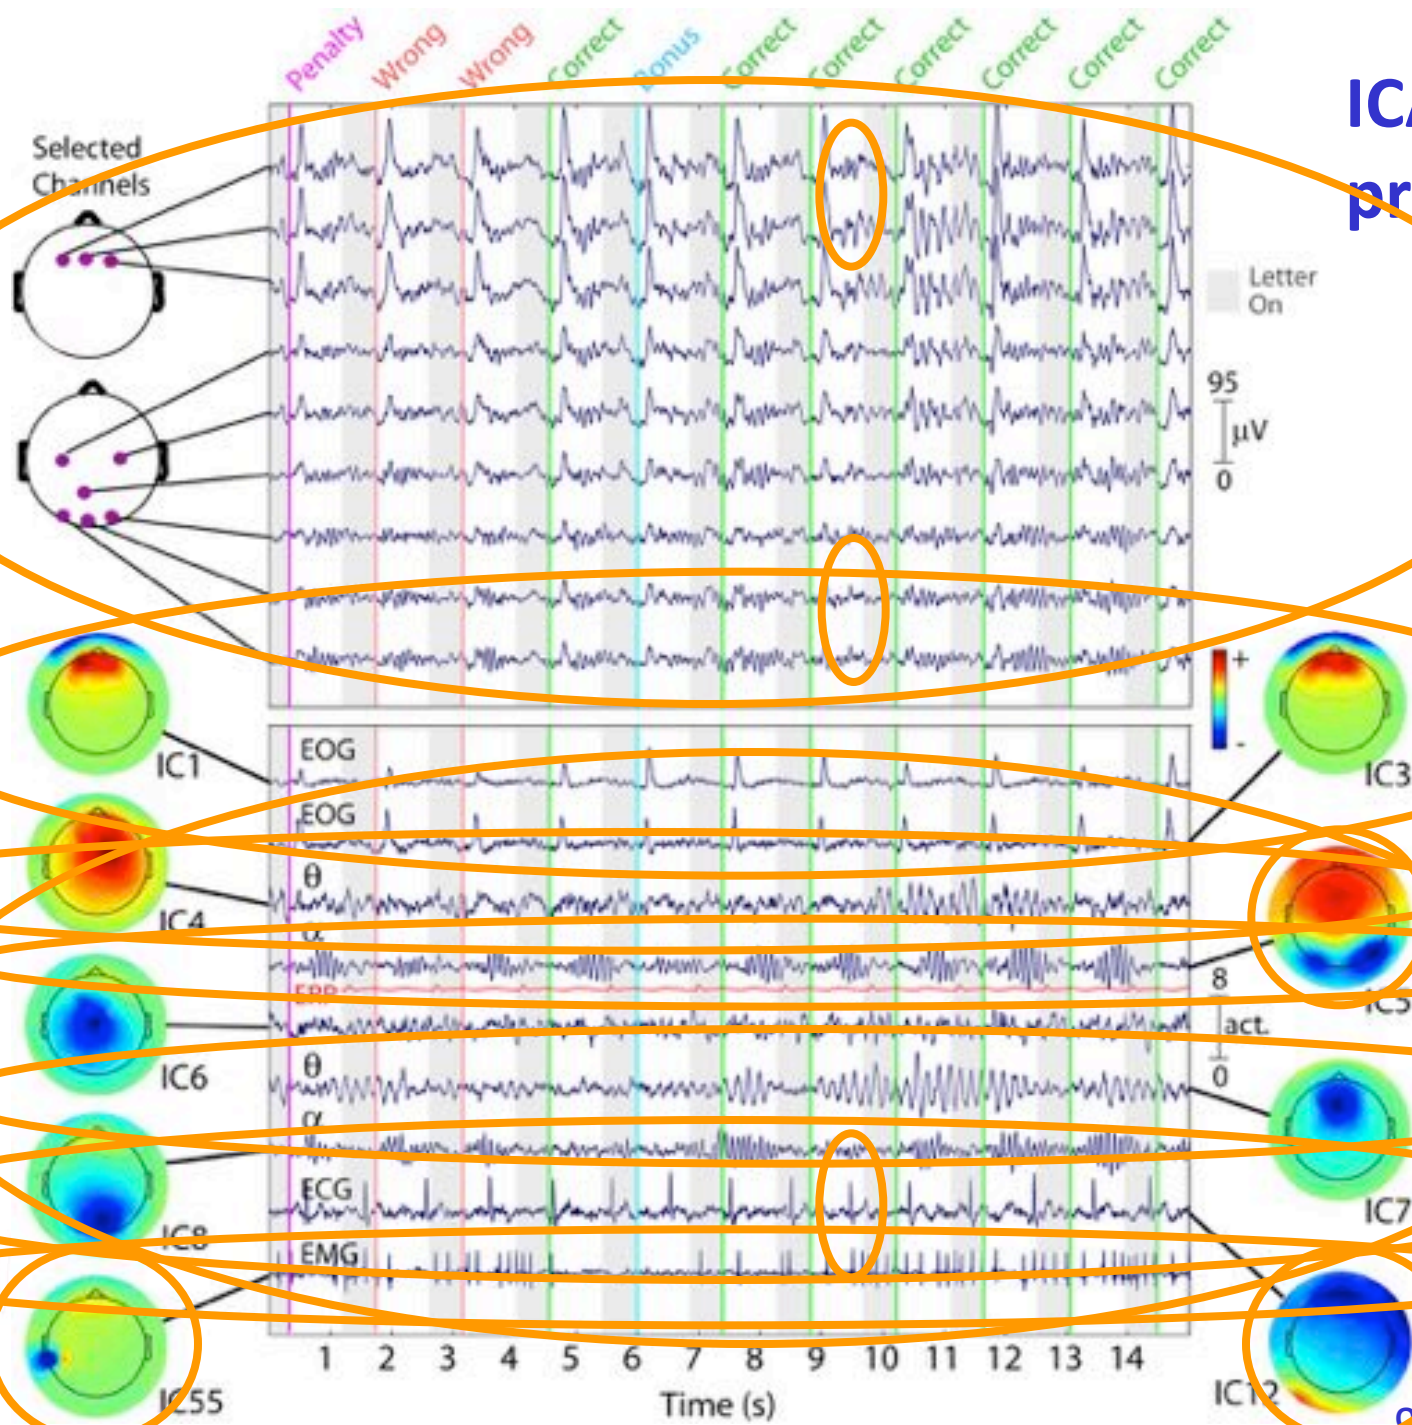 Penalty
Wrong
Wrong
Correct
Bonus
Correct
Correct
Correct
Correct
Correct
Correct
Selected
Channels
Letter
On
95
µV
0
+
-
EOG
IC1
IC3
EOG
θ
IC4
α
IC5
ERP
8
act.
0
IC6
θ
α
IC7
ECG
IC8
EMG
IC55
IC12
1 2 3 4 5 6 7 8 9 10 11 12 13 14
Time (s)